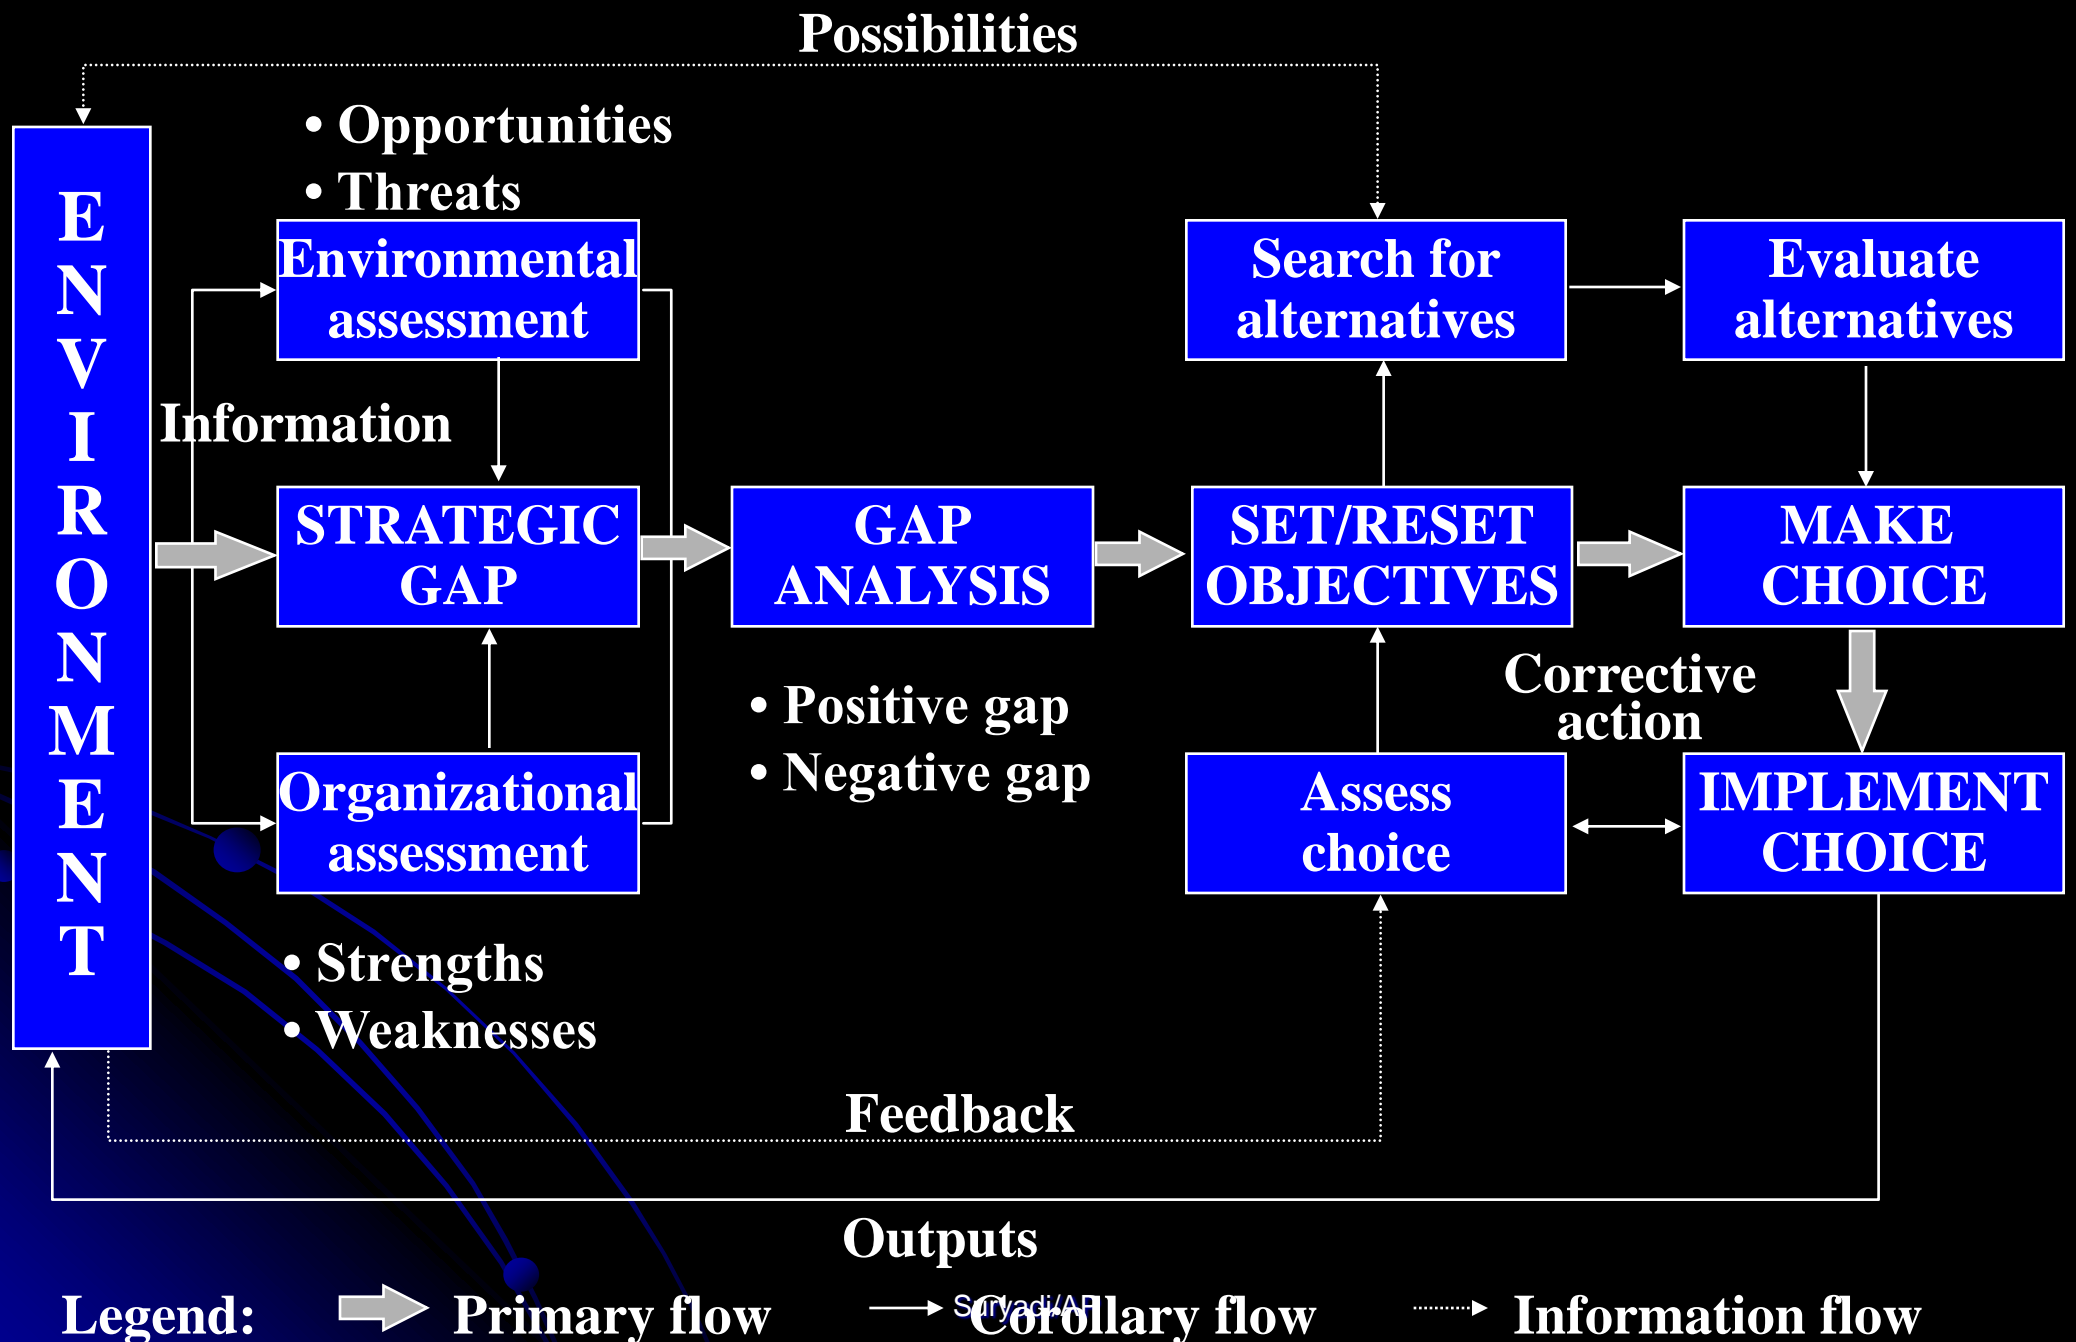 Possibilities
• Opportunities
• Threats
ENVIRONMENT
Environmental
assessment
Search for
alternatives
Evaluate
alternatives
Information
STRATEGIC
GAP
GAP
ANALYSIS
SET/RESET
OBJECTIVES
MAKE
CHOICE
• Positive gap
• Negative gap
Corrective
action
Organizational
assessment
Assess
choice
IMPLEMENT
CHOICE
• Strengths
• Weaknesses
Feedback
Outputs
Legend:
Primary flow
Corollary flow
Information flow